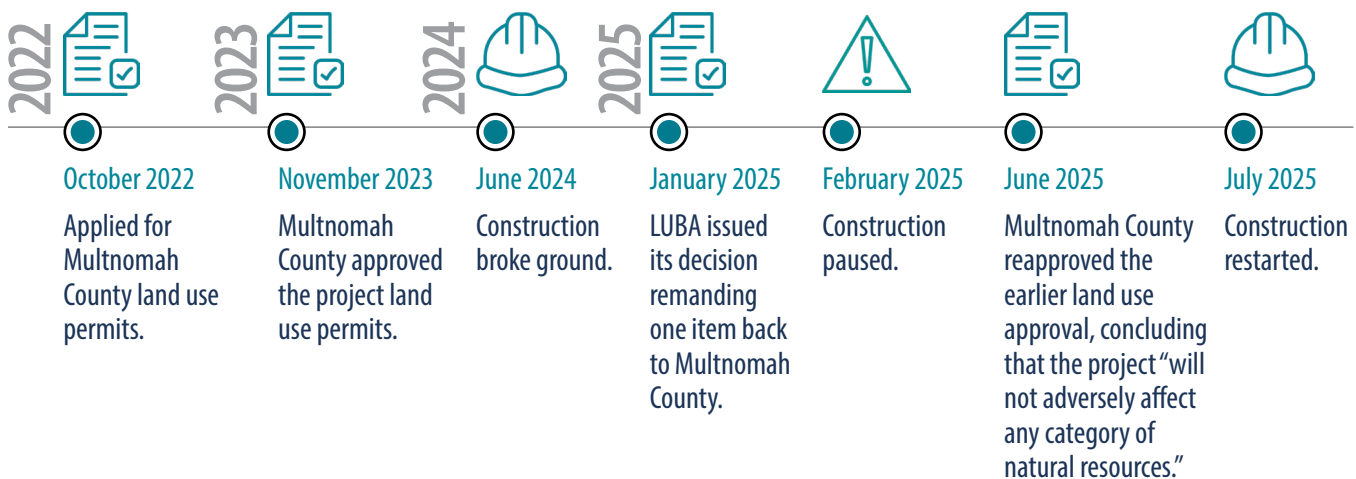 2022
October 2022
Applied for
Multnomah
County land use
permits.
2023
November 2023
Multnomah
County approved
the project land
use permits.
2024
June 2024
Construction
broke ground.
2025
January 2025
LUBA issued
its decision
remanding
one item back
to Multnomah
County.
February 2025
Construction
paused.
June 2025
Multnomah County
reapproved the
earlier land use
approval, concluding
that the project “will
not adversely affect
any category of
natural resources.”
July 2025
Construction
restarted.